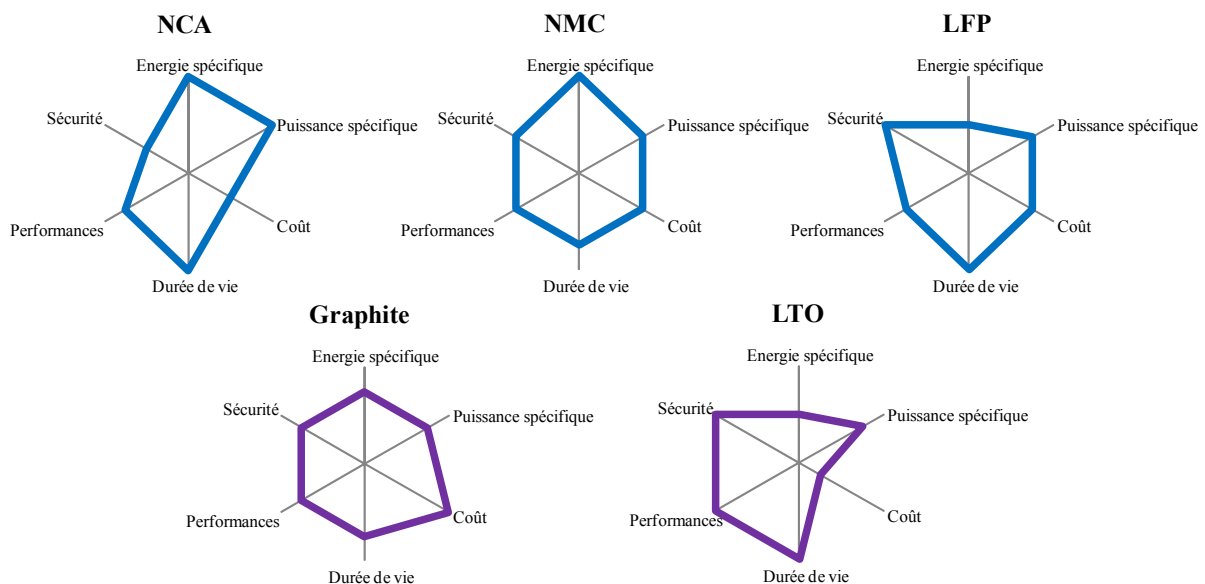 NCA
Energie spécifique
Sécurité
Puissance spécifique
Performances
Coût
Durée de vie
NMC
Energie spécifique
Sécurité
Puissance spécifique
Performances
Coût
Durée de vie
LFP
Energie spécifique
Sécurité
Puissance spécifique
Performances
Coût
Durée de vie
Graphite
Energie spécifique
Sécurité
Puissance spécifique
Performances
Coût
Durée de vie
LTO
Energie spécifique
Sécurité
Puissance spécifique
Performances
Coût
Durée de vie